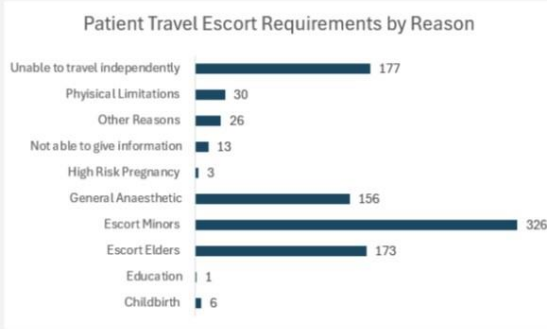 Patient Travel Escort Requirements by Reason
Unable to travel independently 177
Phyisical Limitations 30
Other Reasons 26
Not able to give information 13
High Risk Pregnancy 3
General Anaesthetic 156
Escort Minors 326
Escort Elders 173
Education 1
Childbirth 6